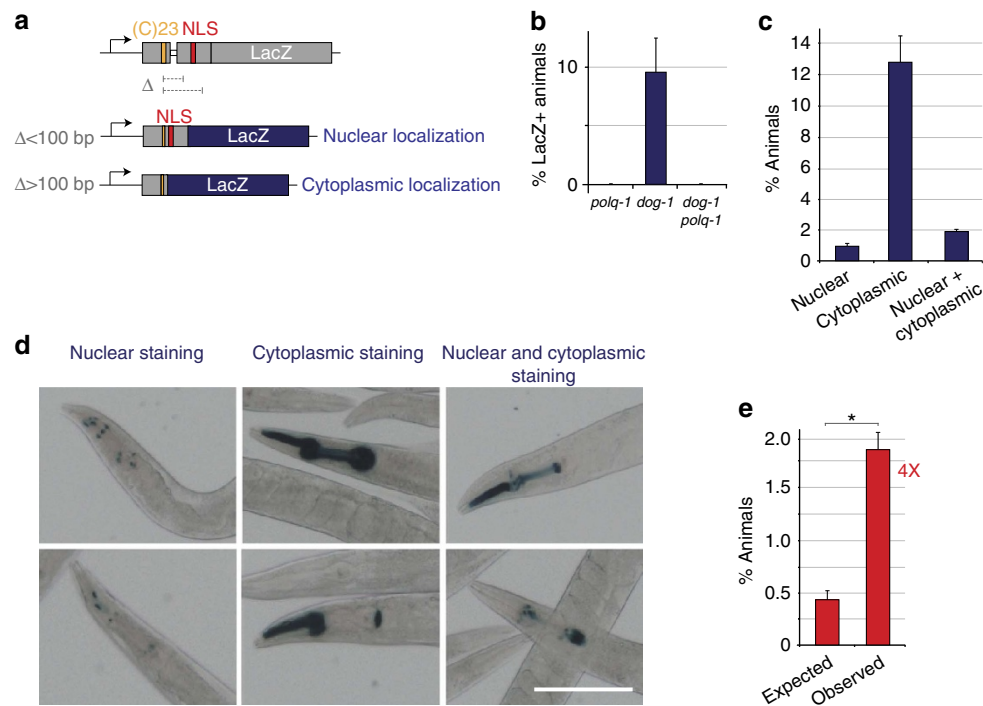 a
(C)23 NLS
LacZ
Δ
NLS
Δ<100 bp
LacZ
Nuclear localization
Δ>100 bp
LacZ
Cytoplasmic localization
b
% LacZ+ animals
10
0
polq-1
dog-1
dog-1
polq-1
c
% Animals
14
12
10
8
6
4
2
0
Nuclear
Cytoplasmic
Nuclear +
cytoplasmic
d
Nuclear staining
Cytoplasmic staining
Nuclear and cytoplasmic
staining
e
% Animals
*
2.0
4X
1.5
1.0
0.5
0
Expected
Observed